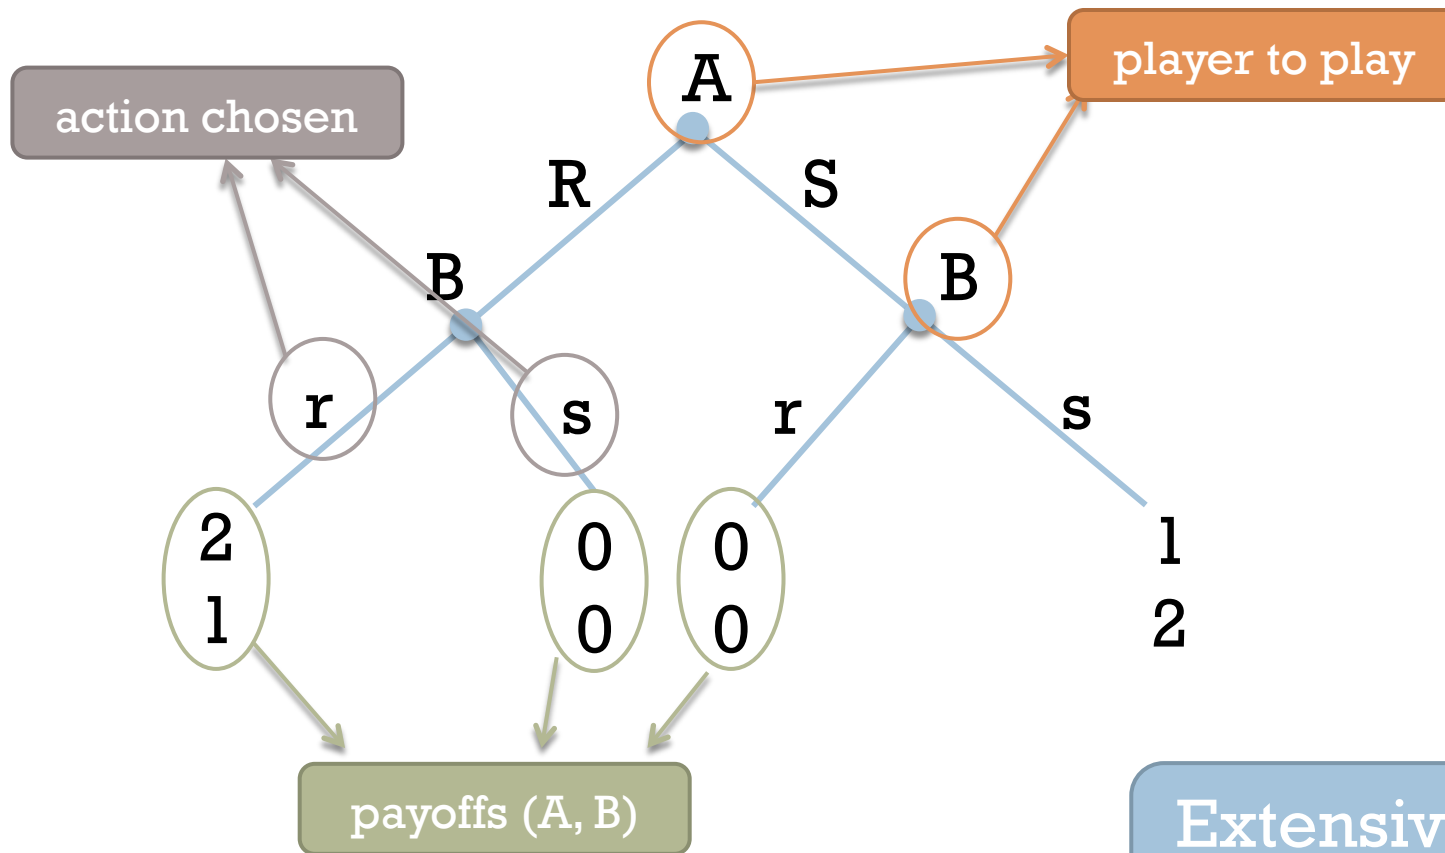 A
player to play
action chosen
R
S
B
B
r
s
r
s
2
1
0
0
0
0
1
2
payoffs (A, B)
Extensiv